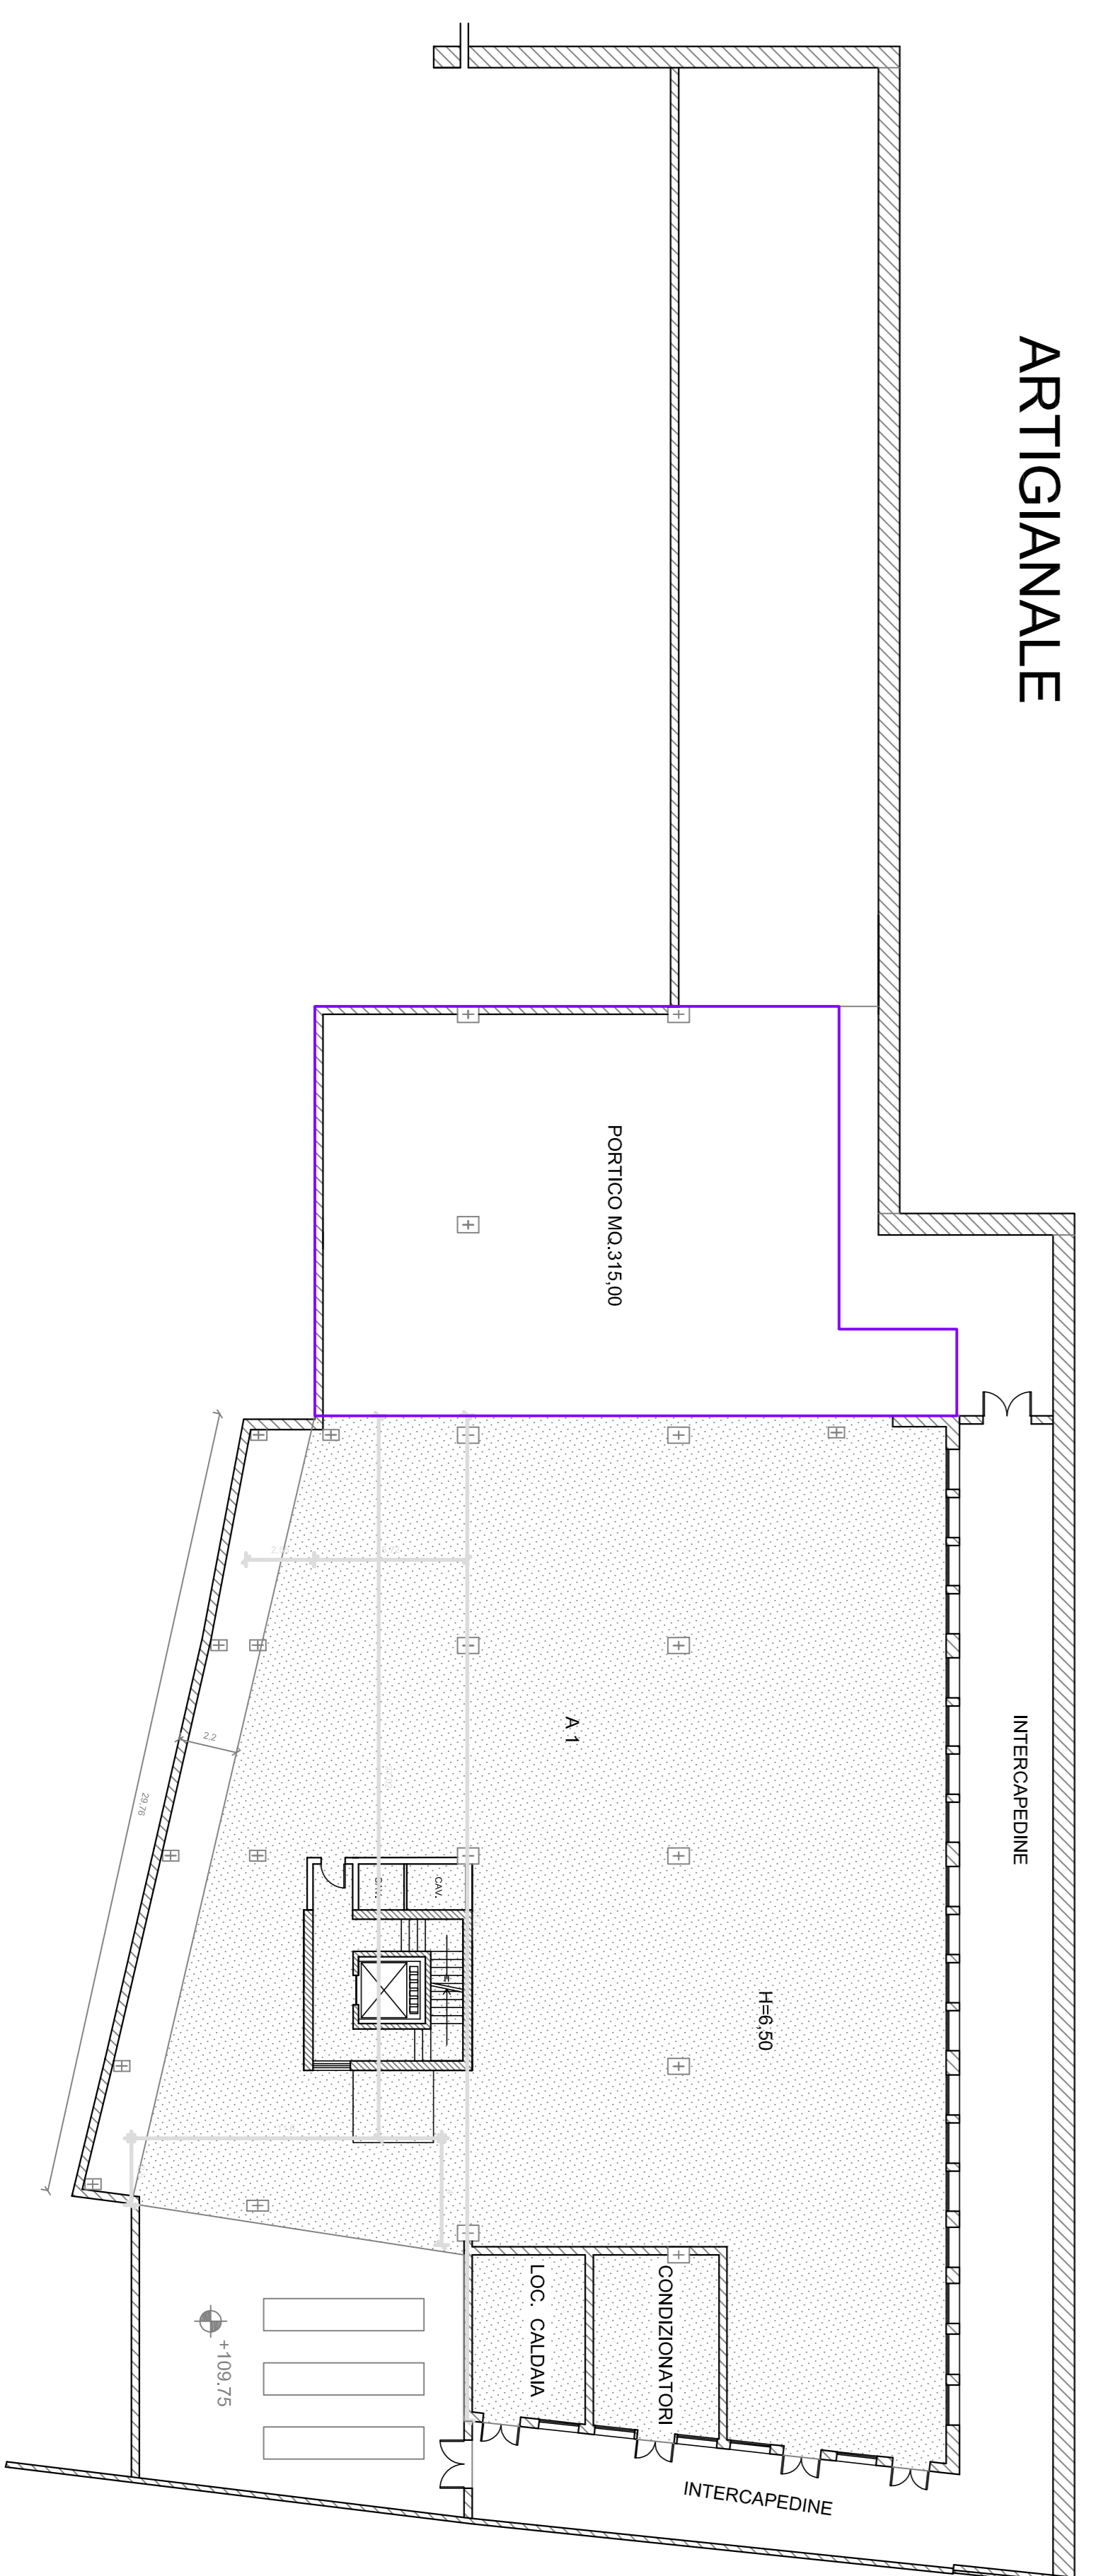 ARTIGIANALE
PORTICO MQ.315,00
INTERCAPEDINE
A 1
H=6,50
2,2
29.76
CAV.
LOC. CALDAIA
CONDIZIONATORI
+109.75
INTERCAPEDINE